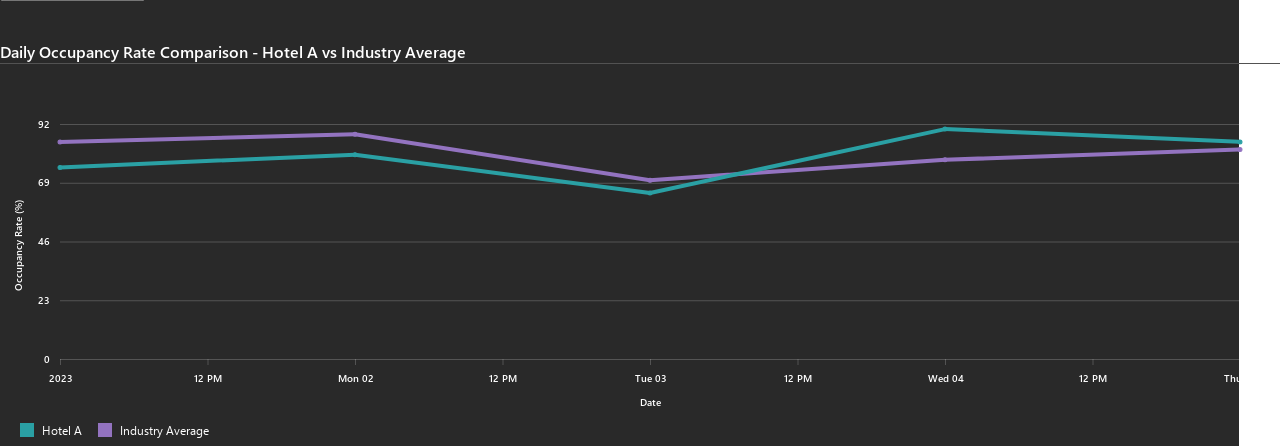 Daily Occupancy Rate Comparison - Hotel A vs Industry Average
92
69
46
23
0
Occupancy Rate (%)
2023 12 PM Mon 02 12 PM Tue 03 12 PM Wed 04 12 PM Thu
Date
Hotel A Industry Average